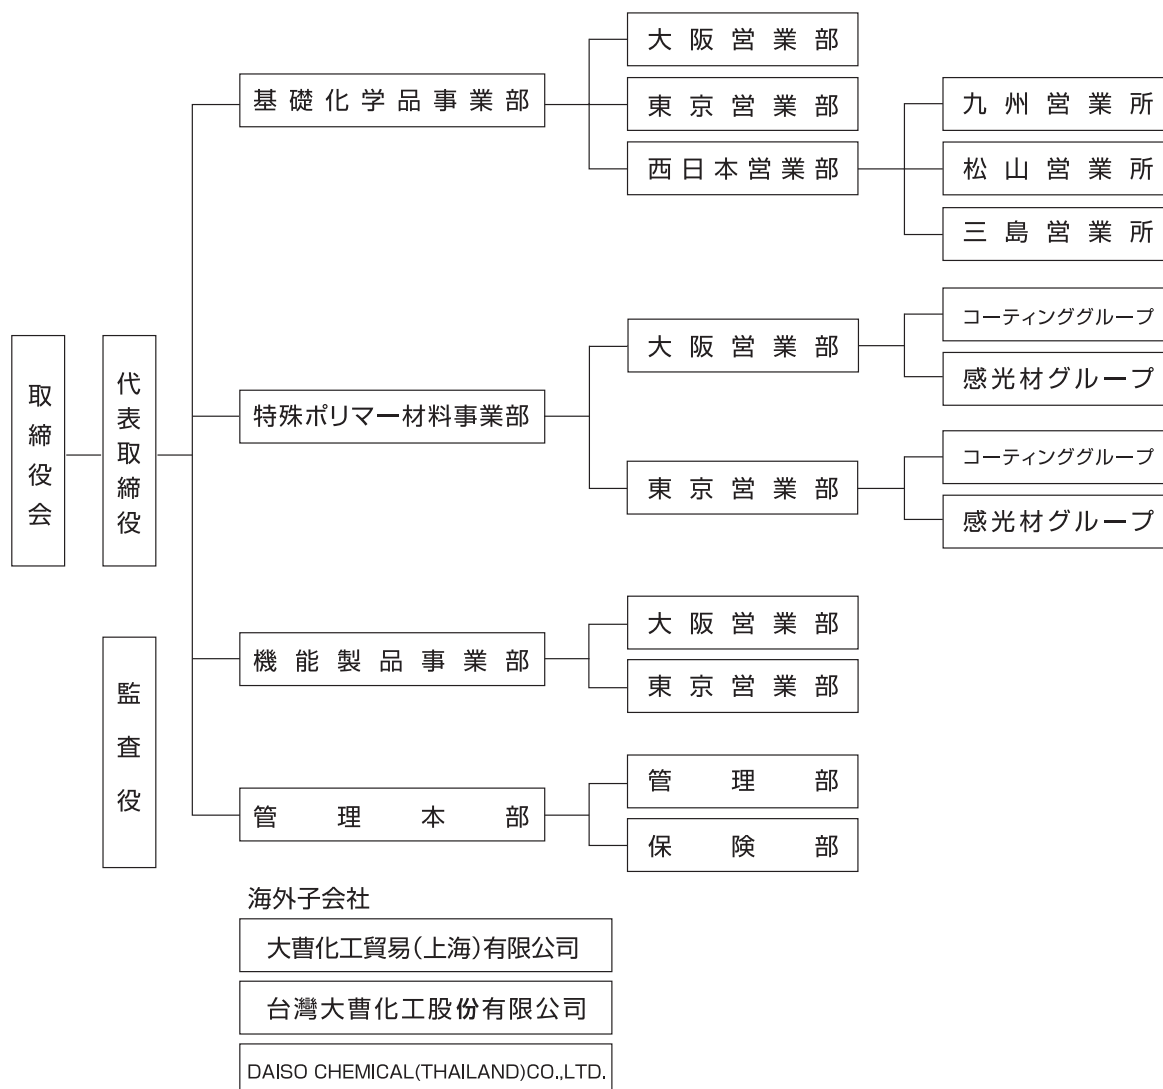 取締役会
代表取締役
監査役
基礎化学品事業部
大阪営業部
東京営業部
西日本営業部
九州営業所
松山営業所
三島営業所
特殊ポリマー材料事業部
大阪営業部
コーティンググループ
感光材グループ
東京営業部
コーティンググループ
感光材グループ
機能製品事業部
大阪営業部
東京営業部
管理本部
管理部
保険部
海外子会社
大曹化工貿易(上海)有限公司
台灣大曹化工股份有限公司
DAISO CHEMICAL(THAILAND)CO.,LTD.